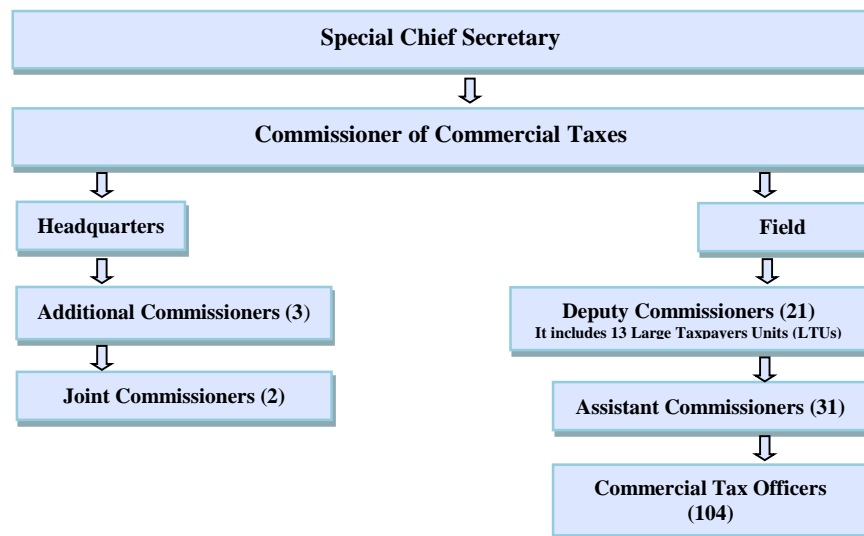 Special Chief Secretary
Commissioner of Commercial Taxes
Headquarters
Field
Additional Commissioners (3)
Deputy Commissioners (21)
It includes 13 Large Taxpayers Units (LTUs)
Joint Commissioners (2)
Assistant Commissioners (31)
Commercial Tax Officers
(104)